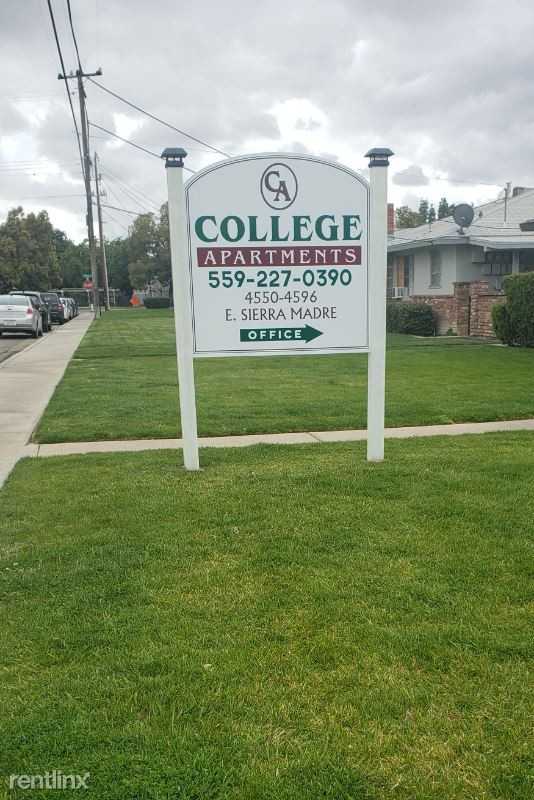 CA
COLLEGE
APARTMENTS
559-227-0390
4550-4596
E. SIERRA MADRE
OFFICE
rentlinx